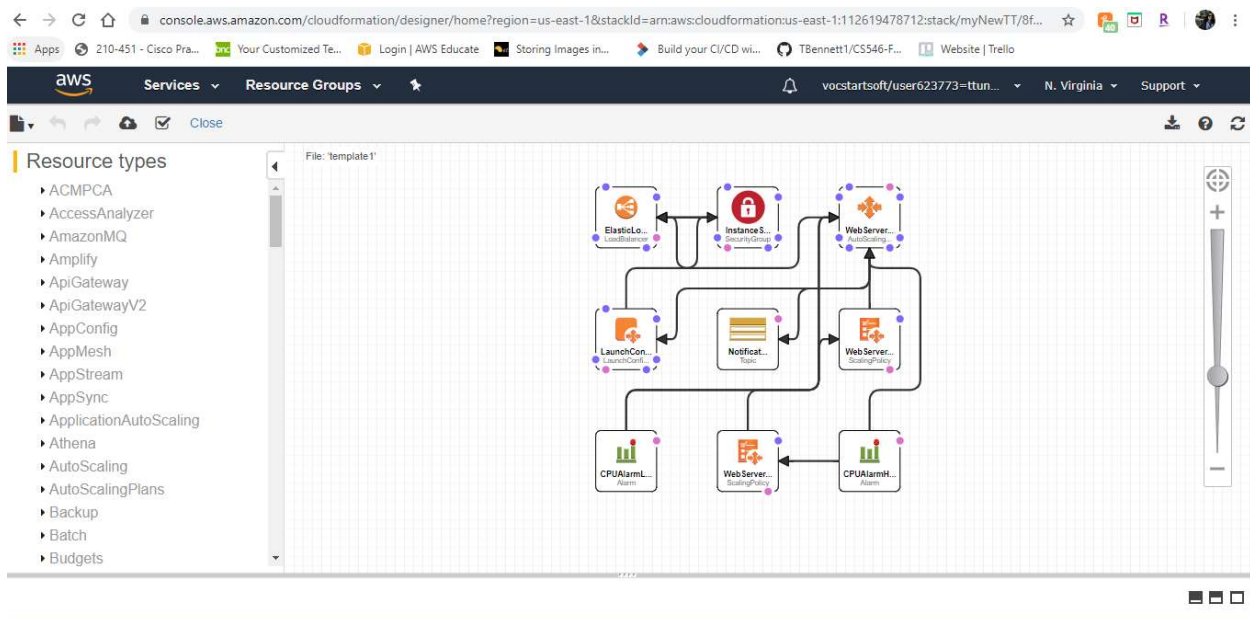 console.aws.amazon.com/cloudformation/designer/home?region=us-east-1&stackId=arn:aws:cloudformation:us-east-1:112619478712:stack/myNewTT/8f...
40
R
Apps 210-451 - Cisco Pra... Your Customized Te... Login | AWS Educate Storing Images in... Build your CI/CD wi... TBennett1/CS546-F... Website | Trello
aws Services Resource Groups vocstartsoft/user623773=ttun... N. Virginia Support
Close
Resource types
File: 'template1'
ACMPCA
AccessAnalyzer
AmazonMQ
Amplify
ApiGateway
ApiGatewayV2
AppConfig
AppMesh
AppStream
AppSync
ApplicationAutoScaling
Athena
AutoScaling
AutoScalingPlans
Backup
Batch
Budgets
ElasticLo...
LoadBalancer
InstanceS...
SecurityGroup
WebServer...
AutoScaling...
LaunchCon...
LaunchConfi...
Notificat...
Topic
WebServer...
ScalingPolicy
CPUAlarmL...
Alarm
WebServer...
ScalingPolicy
CPUAlarmH...
Alarm